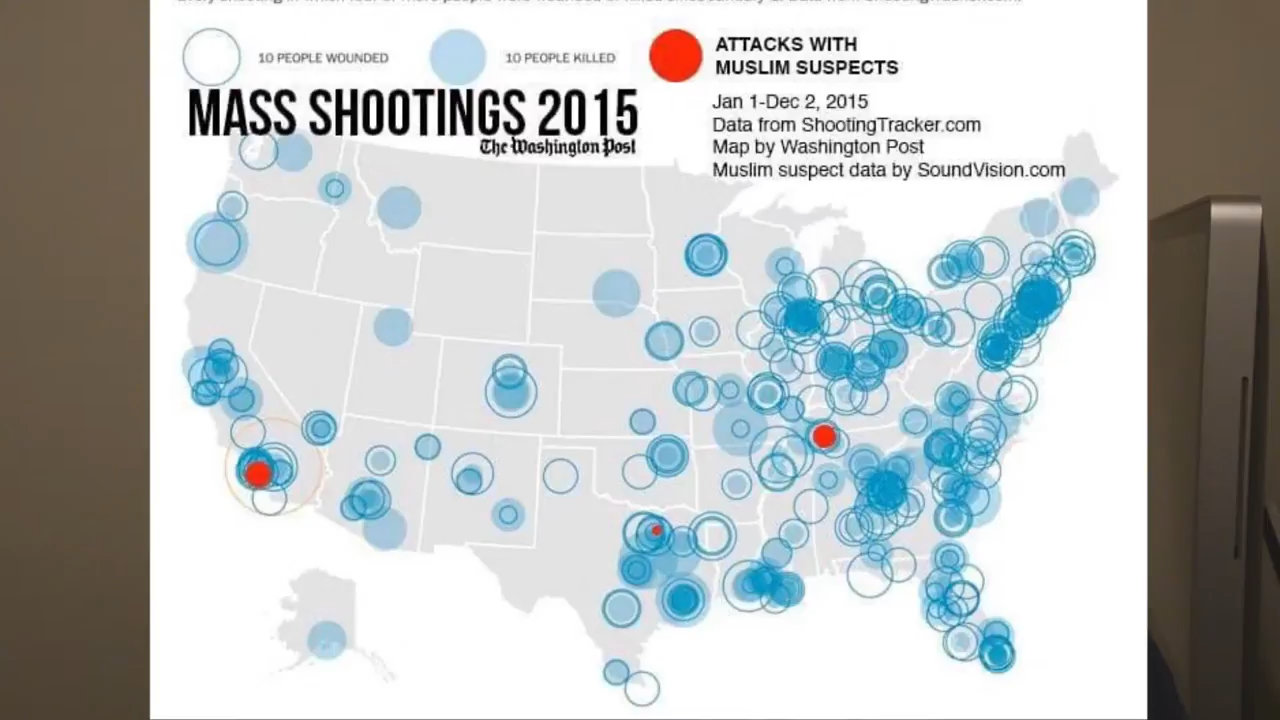 10 PEOPLE WOUNDED
10 PEOPLE KILLED
ATTACKS WITH
MUSLIM SUSPECTS
MASS SHOOTINGS 2015
The Washington Post
Jan 1-Dec 2, 2015
Data from ShootingTracker.com
Map by Washington Post
Muslim suspect data by SoundVision.com